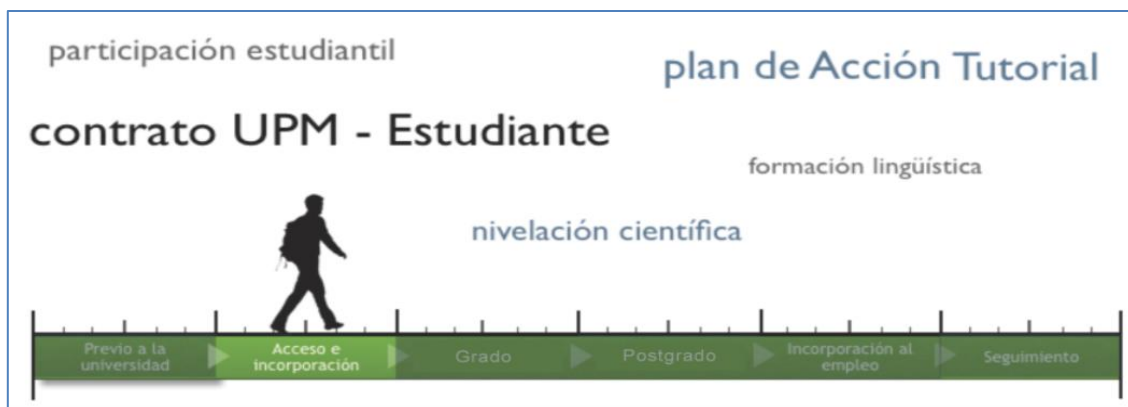 participación estudiantil
plan de Acción Tutorial
contrato UPM - Estudiante
formación lingüística
nivelación científica
Previo a la
universidad
Acceso e
incorporación
Grado
Postgrado
Incorporación al
empleo
Seguimiento